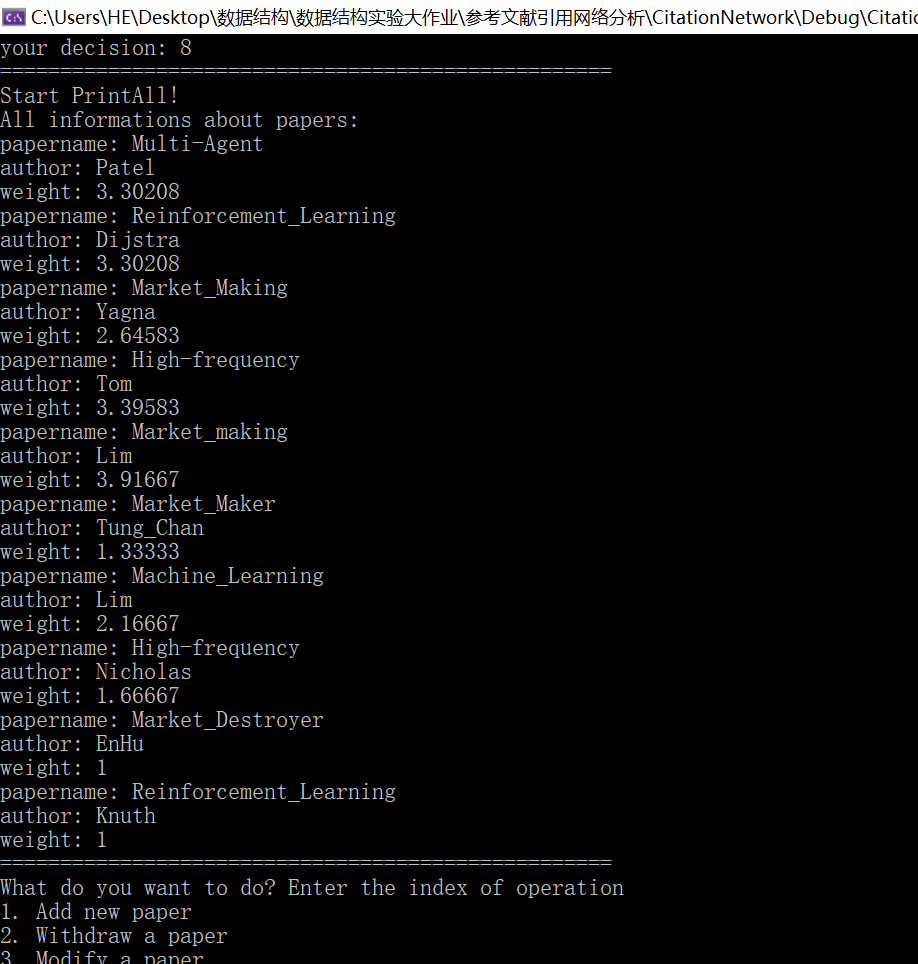 C:\Users\HE\Desktop\数据结构\数据结构实验大作业\参考文献引用网络分析\CitationNetwork\Debug\Citatio
your decision: 8
===================================================
Start PrintAll!
All informations about papers:
papername: Multi-Agent
author: Patel
weight: 3.30208
papername: Reinforcement_Learning
author: Dijstra
weight: 3.30208
papername: Market_Making
author: Yagna
weight: 2.64583
papername: High-frequency
author: Tom
weight: 3.39583
papername: Market_making
author: Lim
weight: 3.91667
papername: Market_Maker
author: Tung_Chan
weight: 1.33333
papername: Machine_Learning
author: Lim
weight: 2.16667
papername: High-frequency
author: Nicholas
weight: 1.66667
papername: Market_Destroyer
author: EnHu
weight: 1
papername: Reinforcement_Learning
author: Knuth
weight: 1
===================================================
What do you want to do? Enter the index of operation
1. Add new paper
2. Withdraw a paper
3. Modify a paper